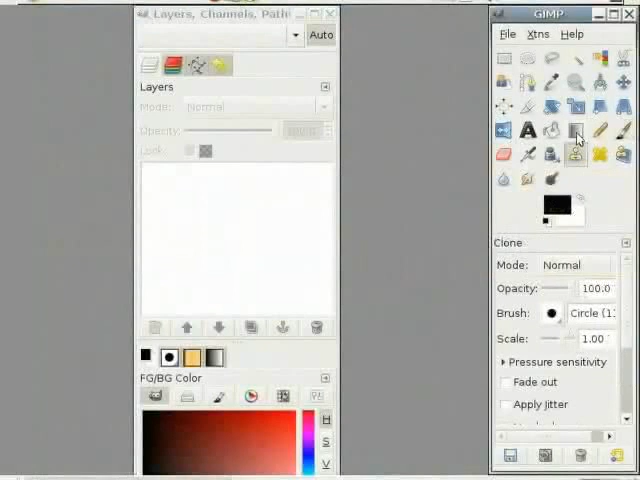 Layers, Channels, Path
GIMP
Auto
File Xtns Help
Layers
Mode: Normal
Opacity:
Lock:
Clone
Mode: Normal
Opacity: 100.0
Brush: Circle (1
Scale: 1.00
Pressure sensitivity
Fade out
Apply Jitter
FG/BG Color
H
S
V